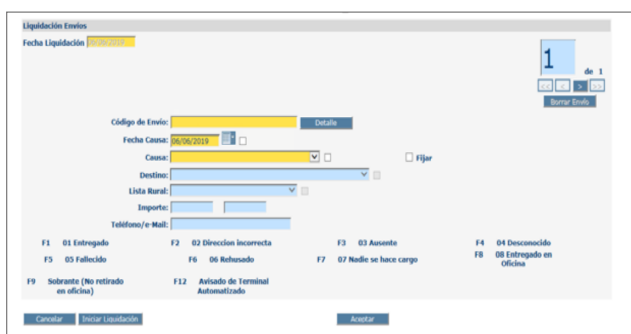 Liquidación Envíos
Fecha Liquidación 06/06/2019
1 de 1
<< < > >>
Borrar Envío
Código de Envío: Detalle
Fecha Causa: 06/06/2019
Causa: Fijar
Destino:
Lista Rural:
Importe:
Teléfono/e-Mail:
F1 01 Entregado F2 02 Direccion incorrecta F3 03 Ausente F4 04 Desconocido
F5 05 Fallecido F6 06 Rehusado F7 07 Nadie se hace cargo F8 08 Entregado en
Oficina
F9 Sobrante (No retirado F12 Avisado de Terminal
en oficina) Automatizado
Cancelar Iniciar Liquidación Aceptar